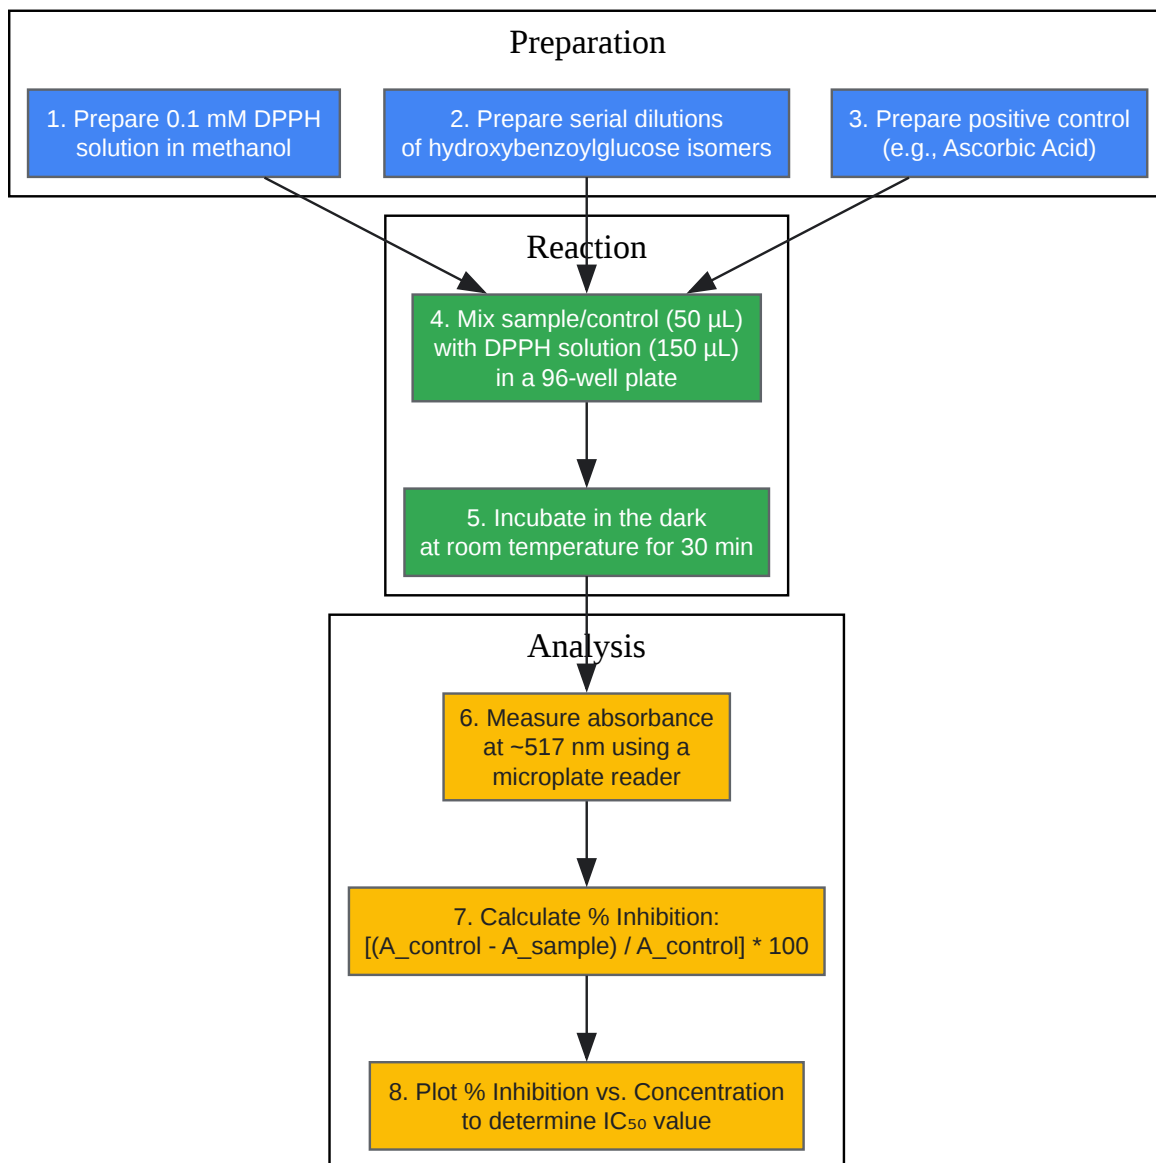 Preparation
1. Prepare 0.1 mM DPPH
solution in methanol
2. Prepare serial dilutions
of hydroxybenzoylglucose isomers
3. Prepare positive control
(e.g., Ascorbic Acid)
Reaction
4. Mix sample/control (50 µL)
with DPPH solution (150 µL)
in a 96-well plate
5. Incubate in the dark
at room temperature for 30 min
Analysis
6. Measure absorbance
at ~517 nm using a
microplate reader
7. Calculate % Inhibition:
[(A_control - A_sample) / A_control] * 100
8. Plot % Inhibition vs. Concentration
to determine IC₅₀ value